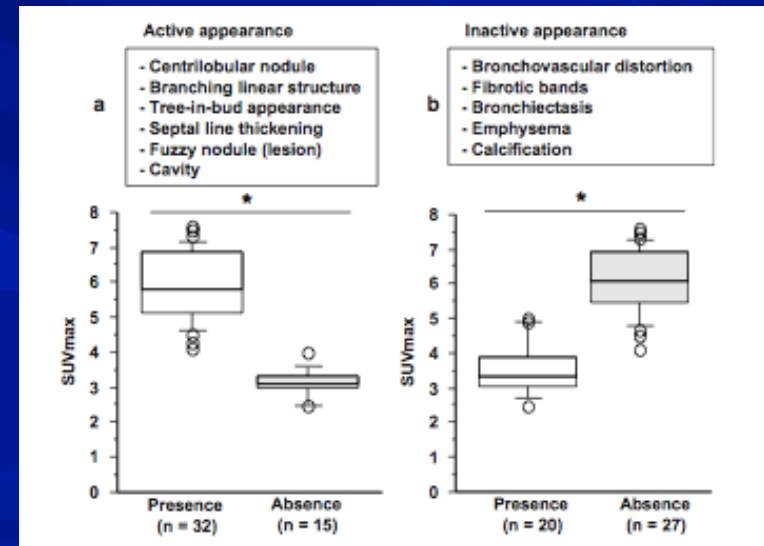 Active appearance
- Centrilobular nodule
- Branching linear structure
- Tree-in-bud appearance
- Septal line thickening
- Fuzzy nodule (lesion)
- Cavity
a
*
8
7
6
5
4
3
2
1
0
SUVmax
Presence
(n = 32)
Absence
(n = 15)
Inactive appearance
- Bronchovascular distortion
- Fibrotic bands
- Bronchiectasis
- Emphysema
- Calcification
b
*
8
7
6
5
4
3
2
1
0
SUVmax
Presence
(n = 20)
Absence
(n = 27)